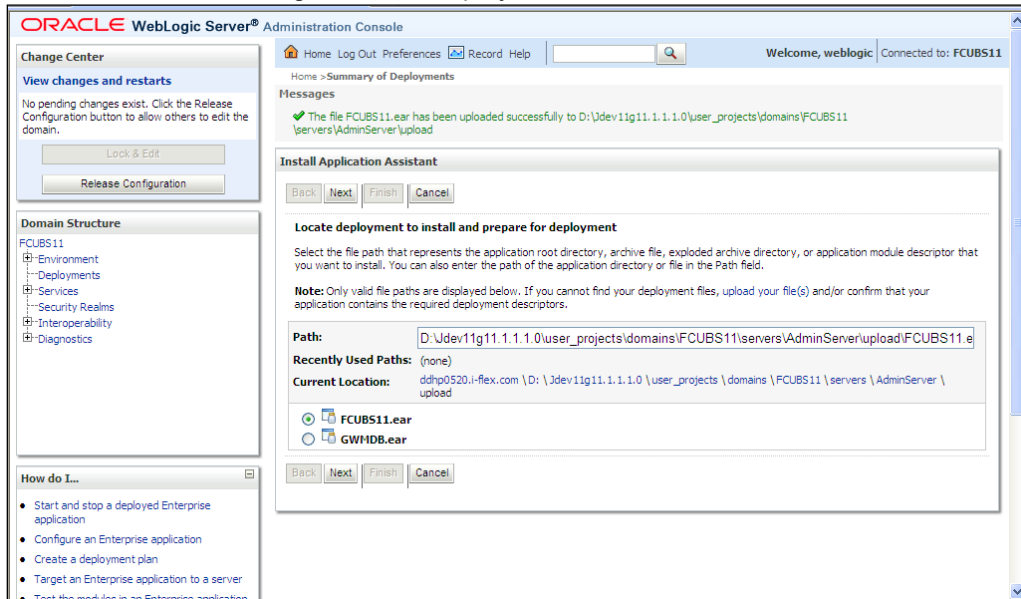 ORACLE WebLogic Server® Administration Console
Change Center
View changes and restarts
No pending changes exist. Click the Release
Configuration button to allow others to edit the
domain.
Lock & Edit
Release Configuration
Domain Structure
FCUBS11
Environment
Deployments
Services
Security Realms
Interoperability
Diagnostics
How do I...
Start and stop a deployed Enterprise
application
Configure an Enterprise application
Create a deployment plan
Target an Enterprise application to a server
Test the modules in an Enterprise application
Home Log Out Preferences Record Help
Welcome, weblogic Connected to: FCUBS11
Home >Summary of Deployments
Messages
The file FCUBS11.ear has been uploaded successfully to D:\Jdev11g11.1.1.1.0\user_projects\domains\FCUBS11
\servers\AdminServer\upload
Install Application Assistant
Back Next Finish Cancel
Locate deployment to install and prepare for deployment
Select the file path that represents the application root directory, archive file, exploded archive directory, or application module descriptor that
you want to install. You can also enter the path of the application directory or file in the Path field.
Note: Only valid file paths are displayed below. If you cannot find your deployment files, upload your file(s) and/or confirm that your
application contains the required deployment descriptors.
Path: D:\Jdev11g11.1.1.1.0\user_projects\domains\FCUBS11\servers\AdminServer\upload\FCUBS11.e
Recently Used Paths: (none)
Current Location: ddhp0520.i-flex.com \ D: \ Jdev11g11.1.1.1.0 \ user_projects \ domains \ FCUBS11 \ servers \ AdminServer \
upload
FCUBS11.ear
GWMDB.ear
Back Next Finish Cancel